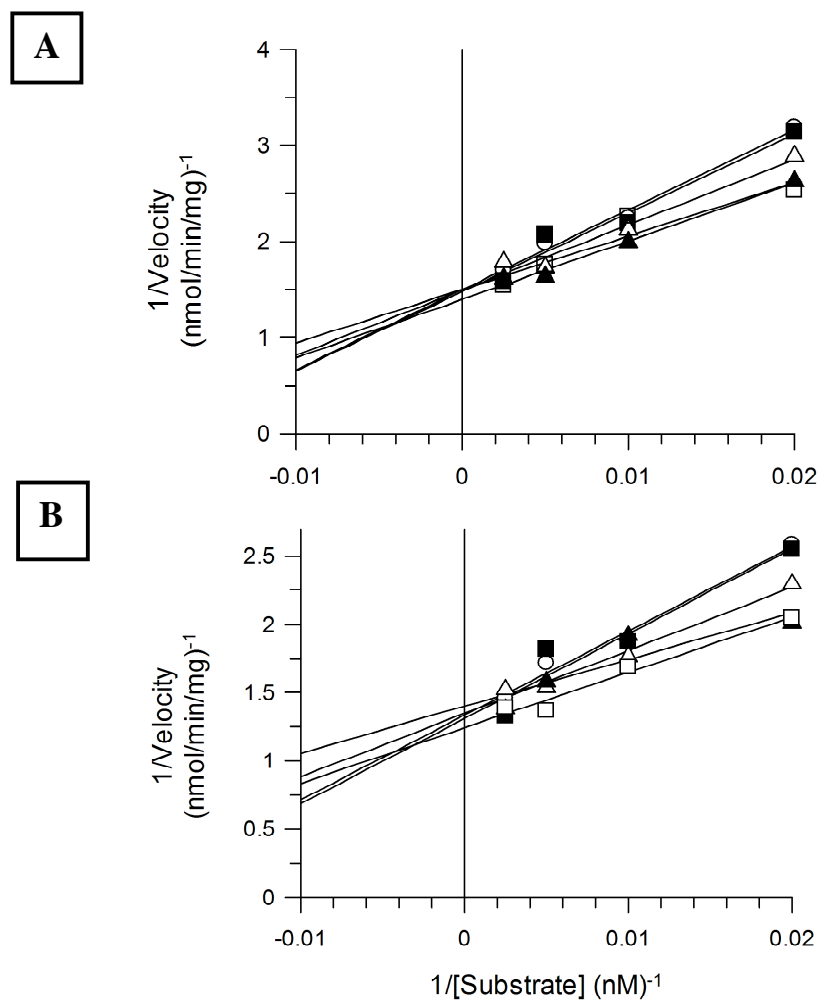 A
4
3
2
1
0
1/Velocity
(nmol/min/mg)-1
-0.01 0 0.01 0.02
B
2.5
2
1.5
1
0.5
0
1/Velocity
(nmol/min/mg)-1
-0.01 0 0.01 0.02
1/[Substrate] (nM)-1